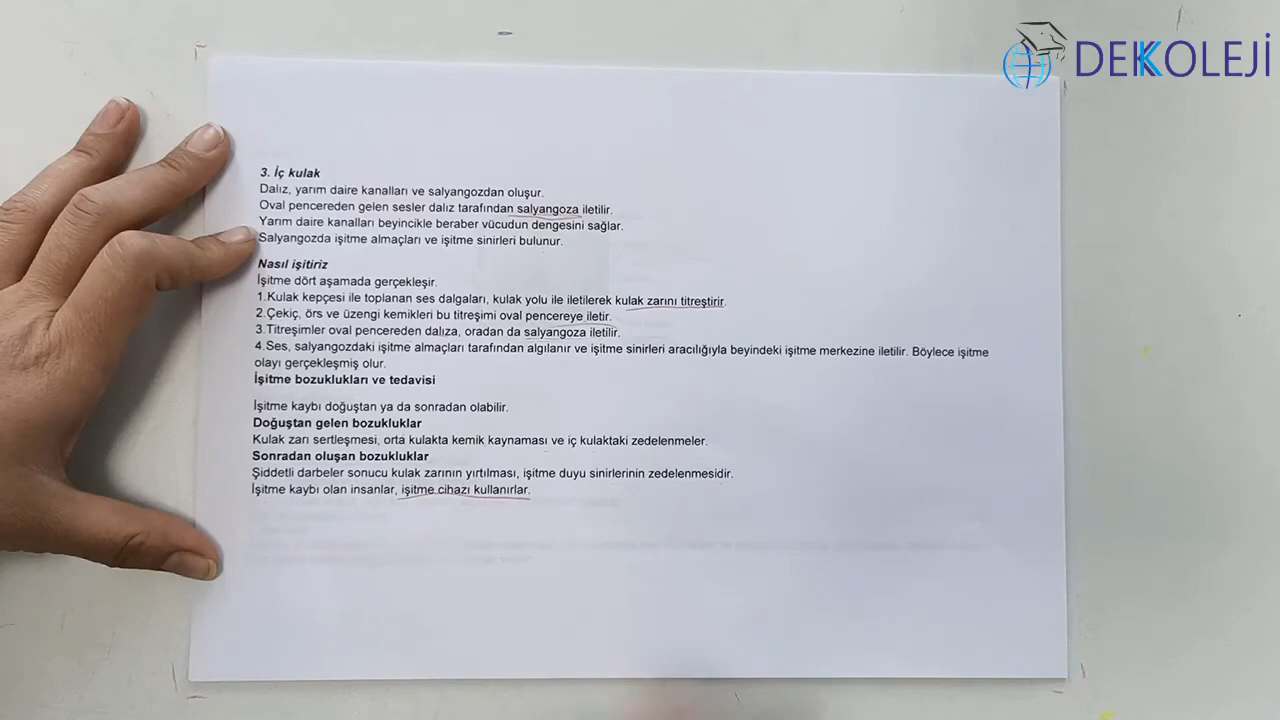 DEKKOLEJİ
3. İç kulak
Dalız, yarım daire kanalları ve salyangozdan oluşur.
Oval pencereden gelen sesler dalız tarafından salyangoza iletilir.
Yarım daire kanalları beyincikle beraber vücudun dengesini sağlar.
Salyangozda işitme almaçları ve işitme sinirleri bulunur.
Nasıl işitiriz
İşitme dört aşamada gerçekleşir.
1.Kulak kepçesi ile toplanan ses dalgaları, kulak yolu ile iletilerek kulak zarını titreştirir.
2.Çekiç, örs ve üzengi kemikleri bu titreşimi oval pencereye iletir.
3.Titreşimler oval pencereden dalıza, oradan da salyangoza iletilir.
4.Ses, salyangozdaki işitme almaçları tarafından algılanır ve işitme sinirleri aracılığıyla beyindeki işitme merkezine iletilir. Böylece işitme
olayı gerçekleşmiş olur.
İşitme bozuklukları ve tedavisi
İşitme kaybı doğuştan ya da sonradan olabilir.
Doğuştan gelen bozukluklar
Kulak zarı sertleşmesi, orta kulakta kemik kaynaması ve iç kulaktaki zedelenmeler.
Sonradan oluşan bozukluklar
Şiddetli darbeler sonucu kulak zarının yırtılması, işitme duyu sinirlerinin zedelenmesidir.
İşitme kaybı olan insanlar, işitme cihazı kullanırlar.